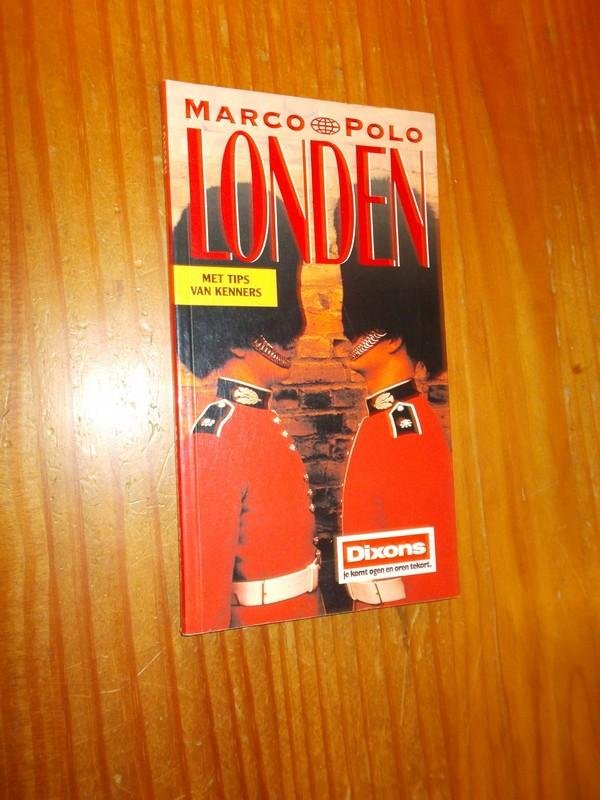 MARCO POLO
LONDEN
MET TIPS
VAN KENNERS
Dixons
je komt ogen en oren tekort.